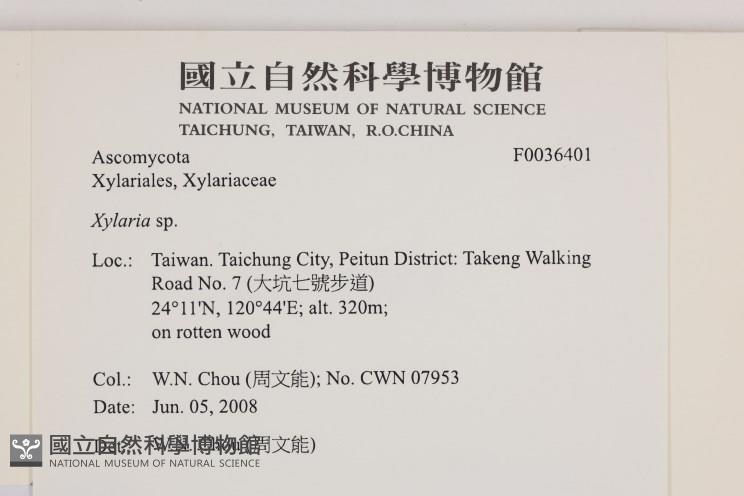 國立自然科學博物館
NATIONAL MUSEUM OF NATURAL SCIENCE
TAICHUNG, TAIWAN, R.O.CHINA
Ascomycota F0036401
Xylariales, Xylariaceae
Xylaria sp.
Loc.: Taiwan. Taichung City, Peitun District: Takeng Walking
Road No. 7 (大坑七號步道)
24°11'N, 120°44'E; alt. 320m;
on rotten wood
Col.: W.N. Chou (周文能); No. CWN 07953
Date: Jun. 05, 2008
周文能)
國立自然科學博物館
NATIONAL MUSEUM OF NATURAL SCIENCE